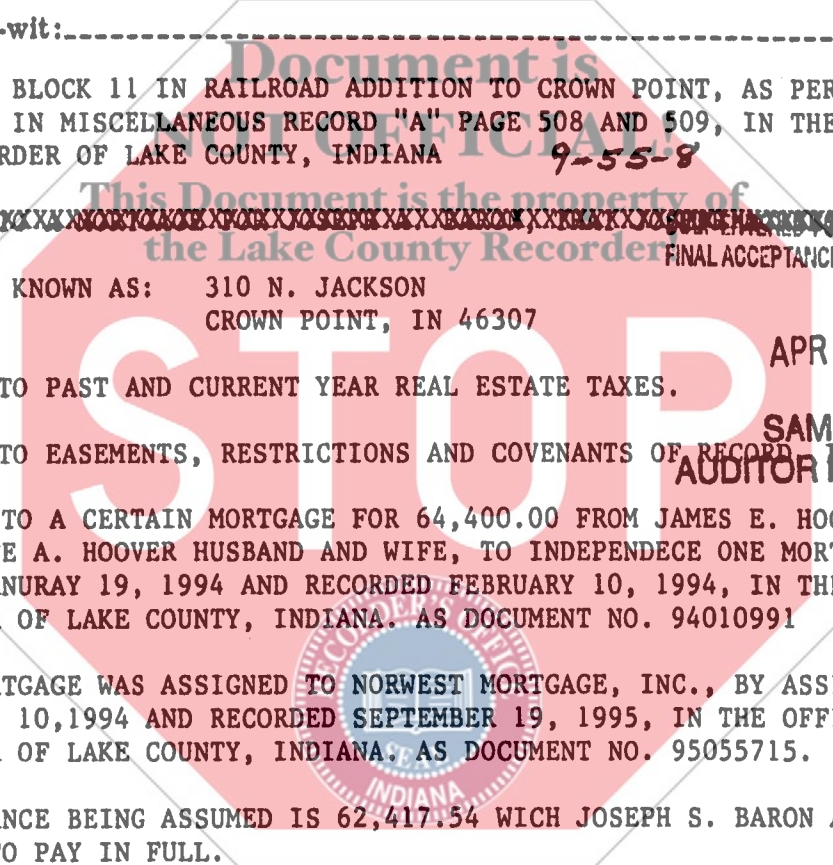 -wit:
Document is
BLOCK 11 IN RAILROAD ADDITION TO CROWN POINT, AS PER
IN MISCELLANEOUS RECORD "A" PAGE 508 AND 509, IN THE
NOT OFFICIAL!
RDER OF LAKE COUNTY, INDIANA 9-55-8
This Document is the property of
the Lake County Recorder!
FINAL ACCEPTANCE
KNOWN AS: 310 N. JACKSON
CROWN POINT, IN 46307
STOP
APR
TO PAST AND CURRENT YEAR REAL ESTATE TAXES.
SAM
TO EASEMENTS, RESTRICTIONS AND COVENANTS OF RECORD
AUDITOR
TO A CERTAIN MORTGAGE FOR 64,400.00 FROM JAMES E. HOO
E A. HOOVER HUSBAND AND WIFE, TO INDEPENDECE ONE MORT
NURAY 19, 1994 AND RECORDED FEBRUARY 10, 1994, IN THE
OF LAKE COUNTY, INDIANA. AS DOCUMENT NO. 94010991
RECORDER'S OFFICE
TGAGE WAS ASSIGNED TO NORWEST MORTGAGE, INC., BY ASSI
10,1994 AND RECORDED SEPTEMBER 19, 1995, IN THE OFF
OF LAKE COUNTY, INDIANA. AS DOCUMENT NO. 95055715.
SEAL
INDIANA
NCE BEING ASSUMED IS 62,417.54 WICH JOSEPH S. BARON A
TO PAY IN FULL.